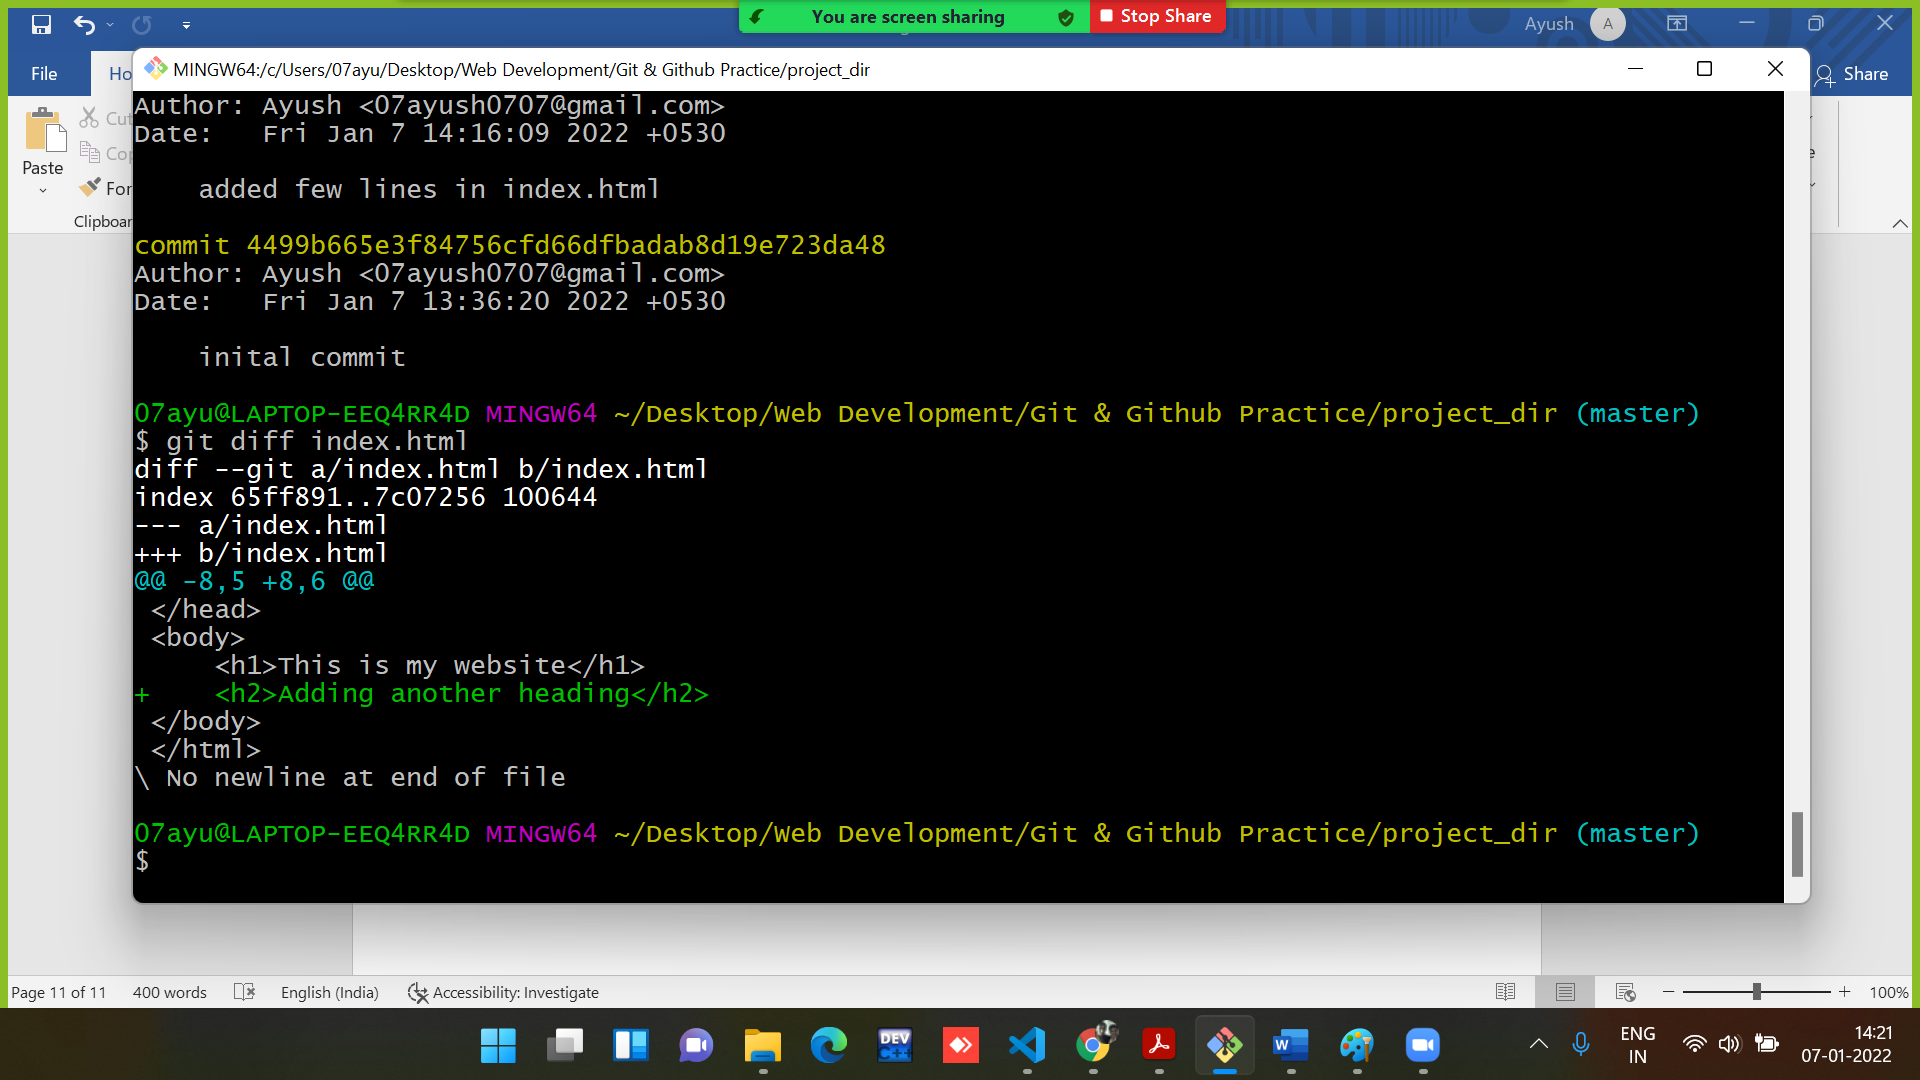 You are screen sharing
Stop Share
Ayush
A
File
Ho
Share
MINGW64:/c/Users/07ayu/Desktop/Web Development/Git & Github Practice/project_dir
Paste
Cut
Cop
For
Clipboar
Author: Ayush <07ayush0707@gmail.com>
Date:   Fri Jan 7 14:16:09 2022 +0530
    added few lines in index.html
commit 4499b665e3f84756cfd66dfbadab8d19e723da48
Author: Ayush <07ayush0707@gmail.com>
Date:   Fri Jan 7 13:36:20 2022 +0530
    inital commit
07ayu@LAPTOP-EEQ4RR4D MINGW64 ~/Desktop/Web Development/Git & Github Practice/project_dir (master)
$ git diff index.html
diff --git a/index.html b/index.html
index 65ff891..7c07256 100644
--- a/index.html
+++ b/index.html
@@ -8,5 +8,6 @@
 </head>
 <body>
     <h1>This is my website</h1>
+    <h2>Adding another heading</h2>
 </body>
 </html>
\ No newline at end of file
07ayu@LAPTOP-EEQ4RR4D MINGW64 ~/Desktop/Web Development/Git & Github Practice/project_dir (master)
$
Page 11 of 11
400 words
English (India)
Accessibility: Investigate
100%
DEV
C++
W
ENG
IN
14:21
07-01-2022